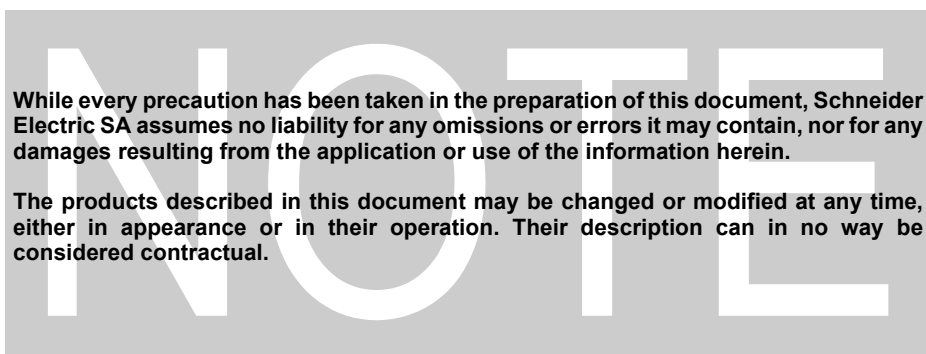 NOTE
While every precaution has been taken in the preparation of this document, Schneider
Electric SA assumes no liability for any omissions or errors it may contain, nor for any
damages resulting from the application or use of the information herein.
The products described in this document may be changed or modified at any time,
either in appearance or in their operation. Their description can in no way be
considered contractual.